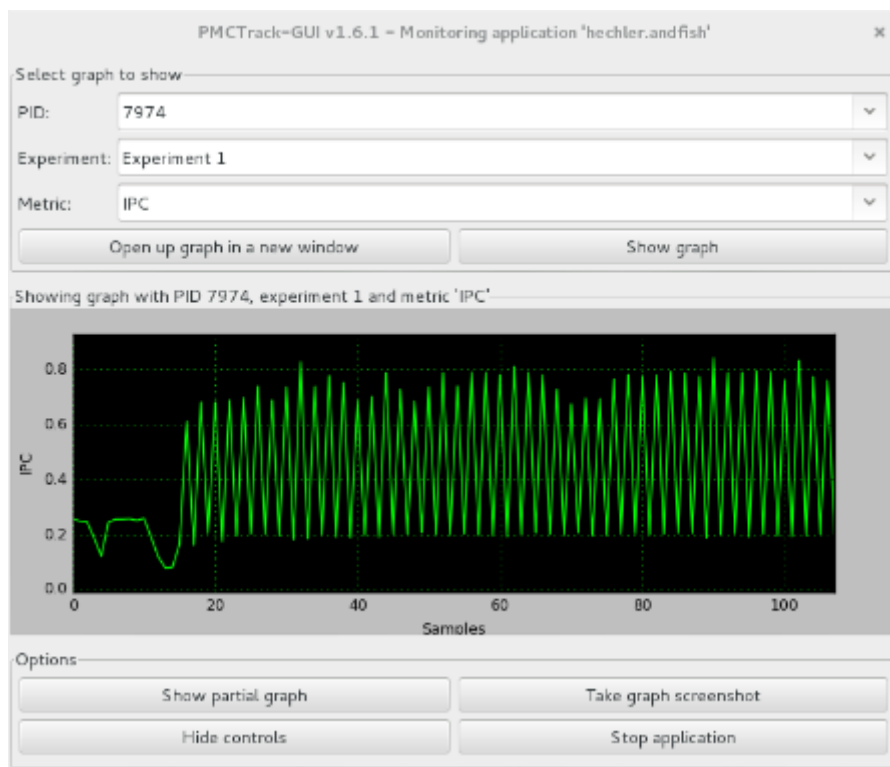 PMCTrack-GUI v1.6.1 - Monitoring application 'hechler.andfish'
×
Select graph to show
PID: 7974
Experiment: Experiment 1
Metric: IPC
Open up graph in a new window Show graph
Showing graph with PID 7974, experiment 1 and metric 'IPC'
0.8
0.6
IPC
0.4
0.2
0.0
0 20 40 60 80 100
Samples
Options
Show partial graph Take graph screenshot
Hide controls Stop application